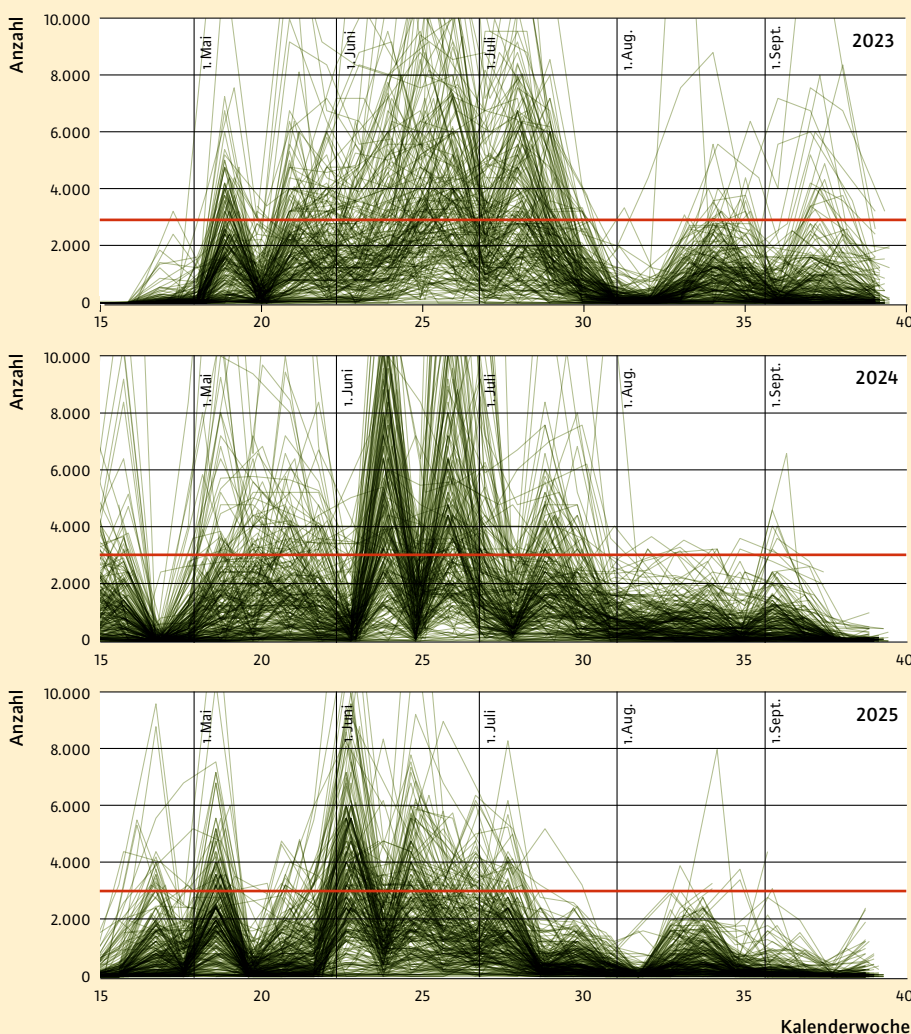 Anzahl
10.000
8.000
6.000
4.000
2.000
0
1. Mai
1. Juni
1. Juli
1. Aug.
1. Sept.
2023
15 20 25 30 35 40
Anzahl
10.000
8.000
6.000
4.000
2.000
0
1. Mai
1. Juni
1. Juli
1. Aug.
1. Sept.
2024
15 20 25 30 35 40
Anzahl
10.000
8.000
6.000
4.000
2.000
0
1. Mai
1. Juni
1. Juli
1. Aug.
1. Sept.
2025
15 20 25 30 35 40
Kalenderwoche